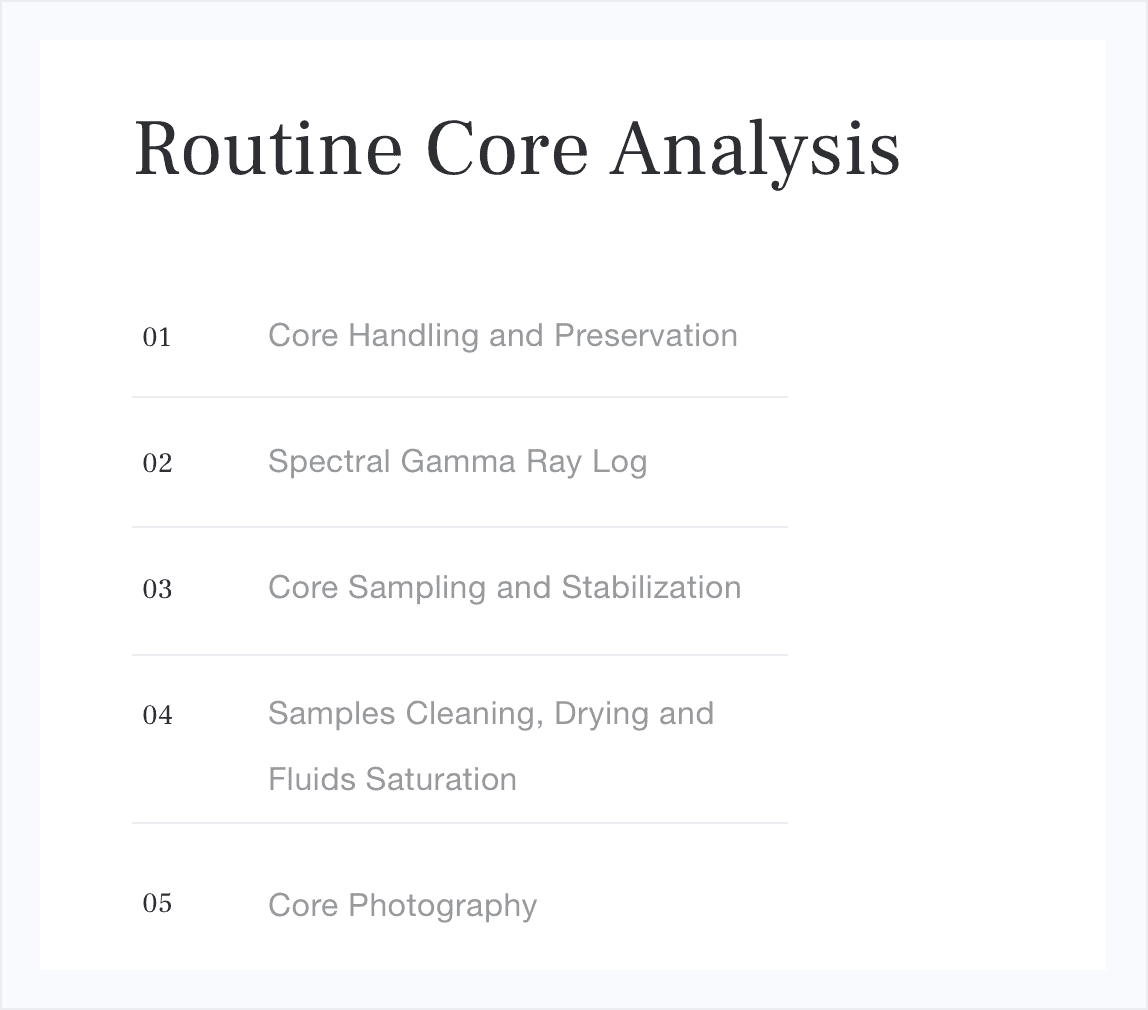 Routine Core Analysis
01 Core Handling and Preservation
02 Spectral Gamma Ray Log
03 Core Sampling and Stabilization
04 Samples Cleaning, Drying and
Fluids Saturation
05 Core Photography